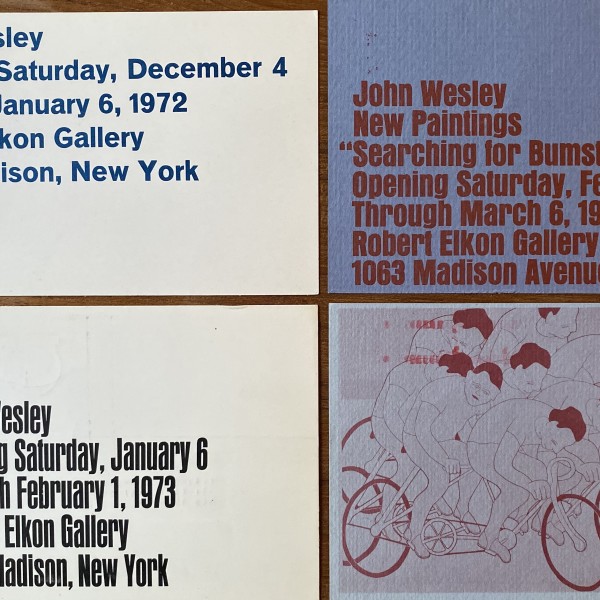 sley
Saturday, December 4
January 6, 1972
kon Gallery
ison, New York
John Wesley
New Paintings
"Searching for Bumst
Opening Saturday, Fe
Through March 6, 19
Robert Elkon Gallery
1063 Madison Avenue
Wesley
g Saturday, January 6
h February 1, 1973
Elkon Gallery
Madison, New York